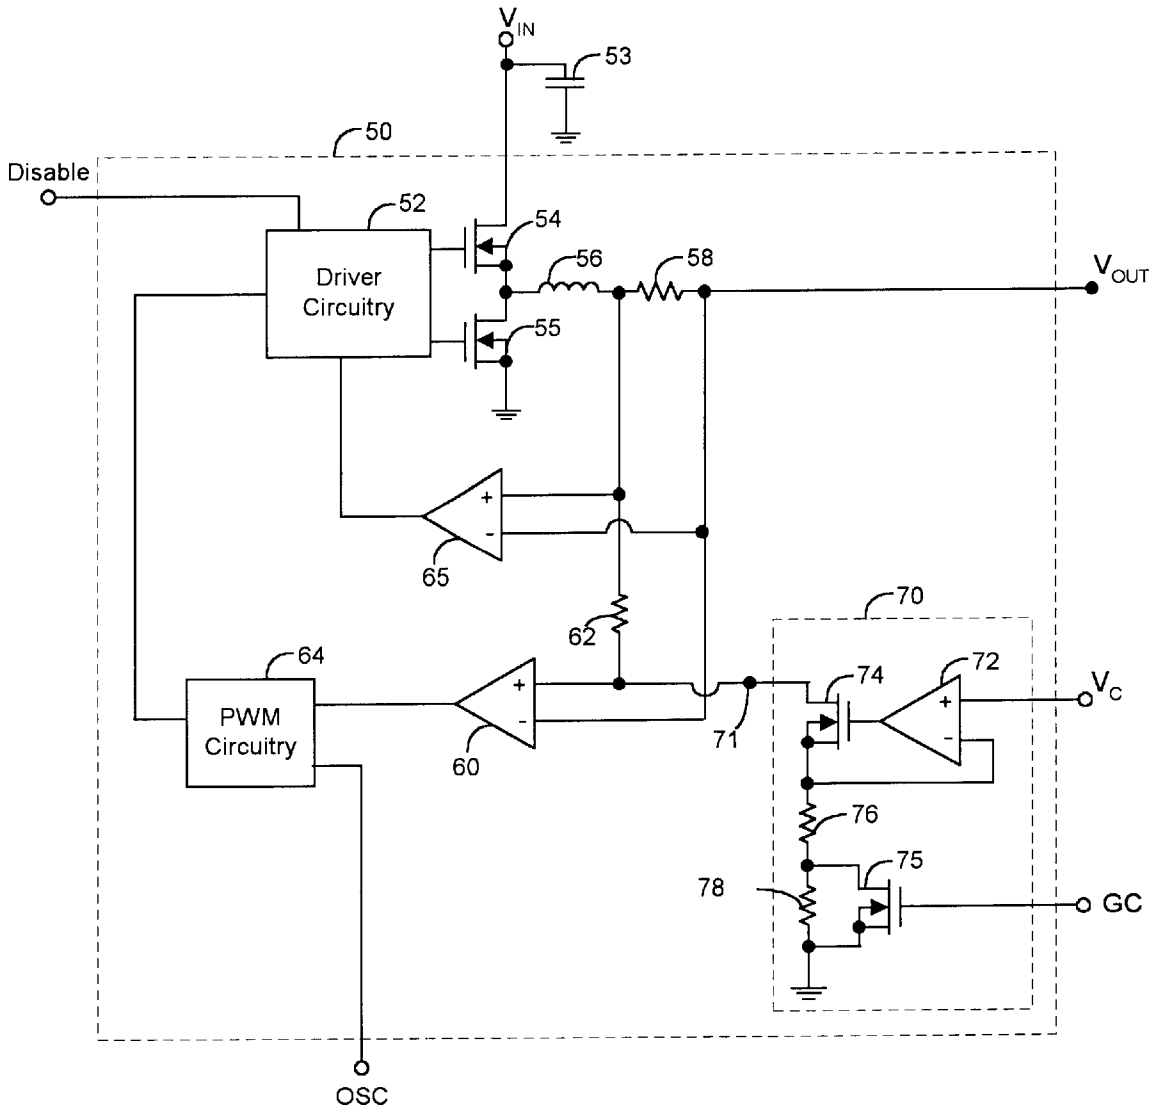 V_IN
53
50
Disable
52
54
56
58
V_OUT
Driver
Circuitry
55
+
-
65
62
70
64
74
72
V_C
PWM
Circuitry
+
-
60
71
+
-
76
75
78
GC
OSC